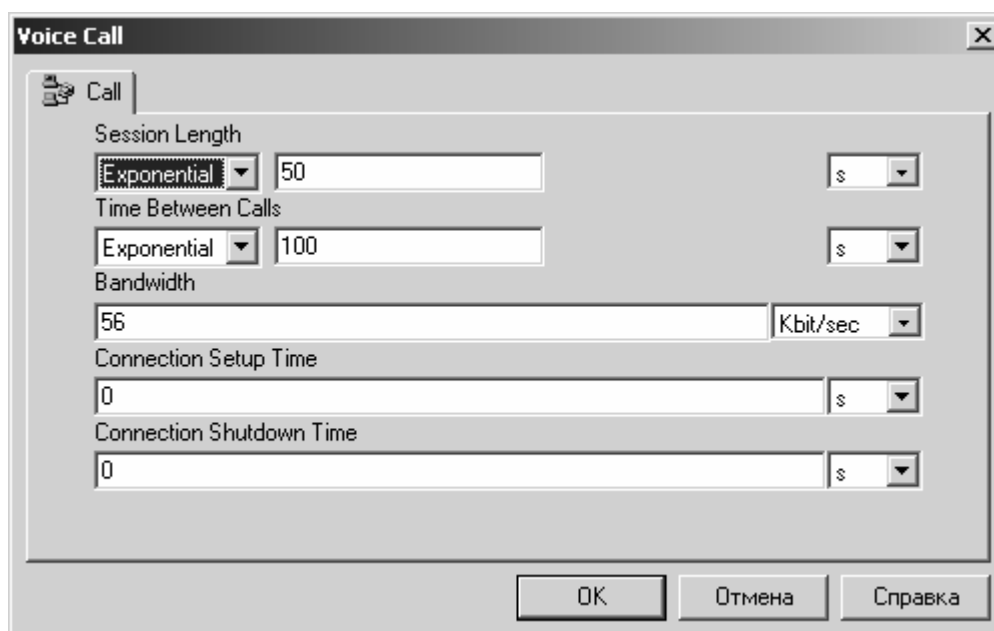 Voice Call
Call
Session Length
Exponential 50 s
Time Between Calls
Exponential 100 s
Bandwidth
56 Kbit/sec
Connection Setup Time
0 s
Connection Shutdown Time
0 s
OK Отмена Справка